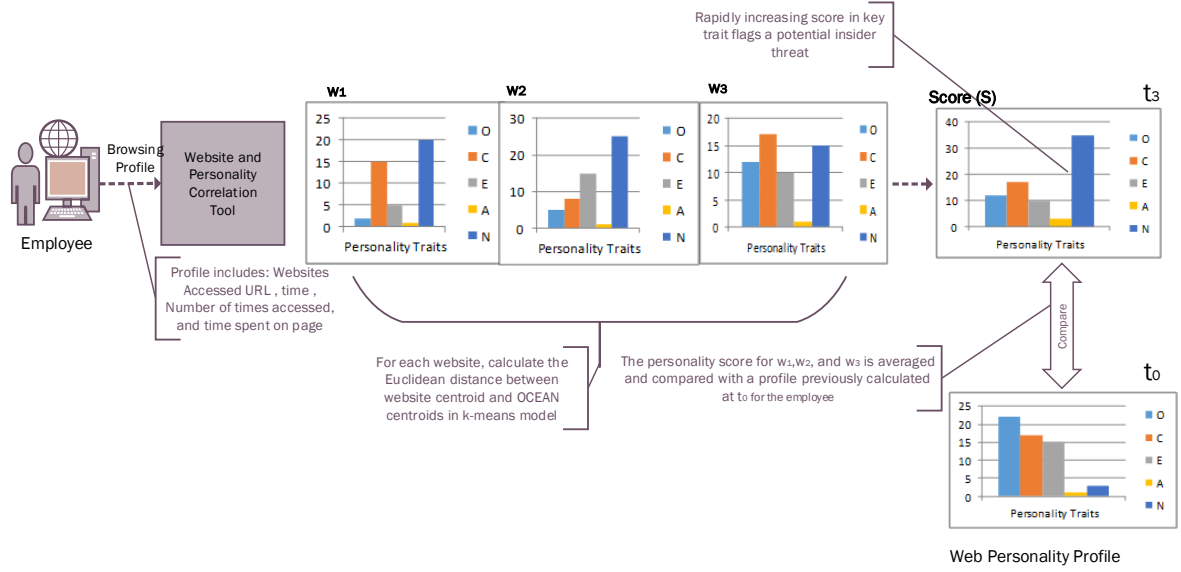 Rapidly increasing score in key
trait flags a potential insider
threat
Employee
Browsing
Profile
Website and
Personality
Correlation
Tool
Profile includes: Websites
Accessed URL , time ,
Number of times accessed,
and time spent on page
W1
25
20
15
10
5
0
O
C
E
A
N
Personality Traits
W2
30
20
10
0
O
C
E
A
N
Personality Traits
W3
20
15
10
5
0
O
C
E
A
N
Personality Traits
Score (S)
t3
40
30
20
10
0
O
C
E
A
N
Personality Traits
For each website, calculate the
Euclidean distance between
website centroid and OCEAN
centroids in k-means model
The personality score for w1,w2, and w3 is averaged
and compared with a profile previously calculated
at t0 for the employee
Compare
t0
25
20
15
10
5
0
O
C
E
A
N
Personality Traits
Web Personality Profile